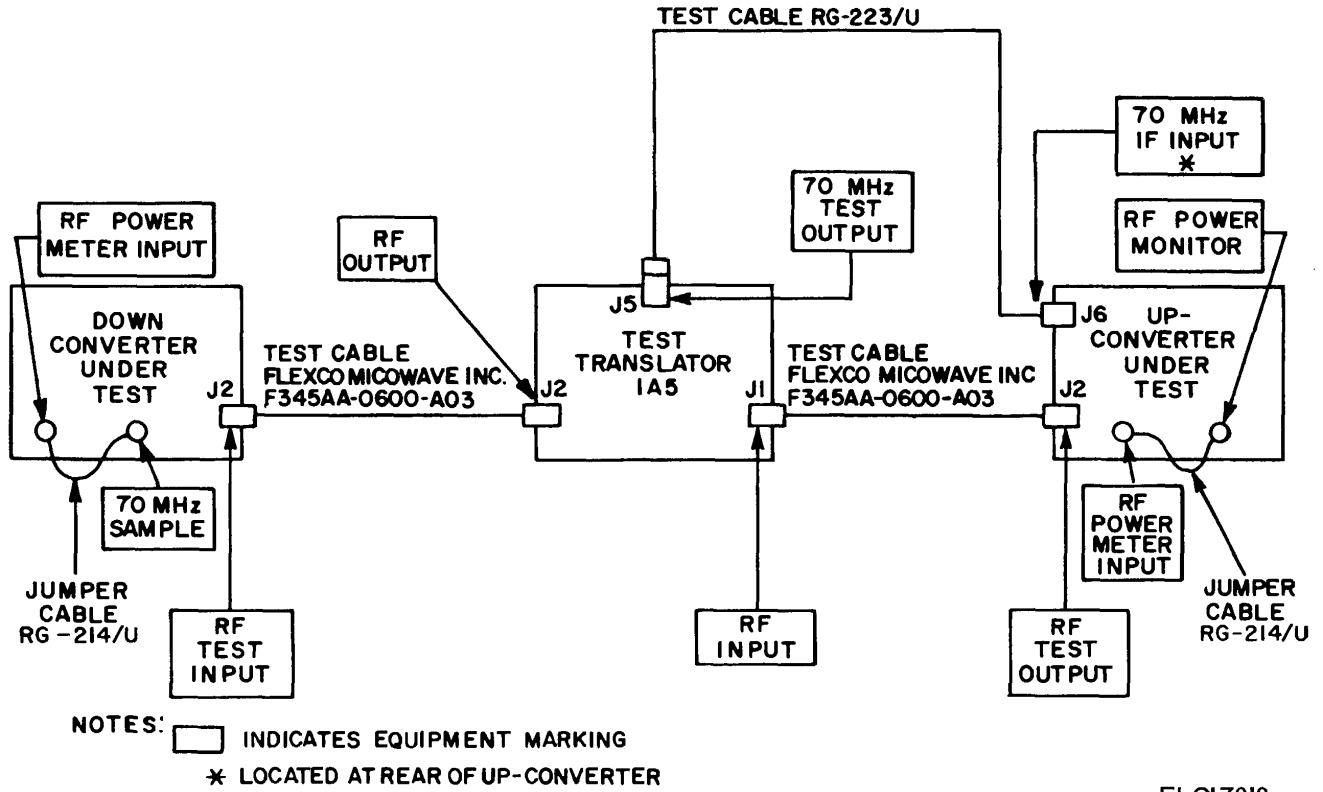 TEST CABLE RG-223/U
70 MHz
IF INPUT
*
70 MHz
TEST
OUTPUT
RF POWER
METER INPUT
RF
OUTPUT
RF POWER
MONITOR
DOWN
CONVERTER
UNDER
TEST
J2
TEST CABLE
FLEXCO MICOWAVE INC.
F345AA-0600-A03
J2
J5
TEST
TRANSLATOR
1A5
J1
TEST CABLE
FLEXCO MICOWAVE INC
F345AA-0600-A03
J6
UP-
CONVERTER
UNDER
TEST
J2
70 MHz
SAMPLE
RF
POWER
METER
INPUT
JUMPER
CABLE
RG-214/U
JUMPER
CABLE
RG-214/U
RF
TEST
INPUT
RF
INPUT
RF
TEST
OUTPUT
NOTES:
INDICATES EQUIPMENT MARKING
* LOCATED AT REAR OF UP-CONVERTER